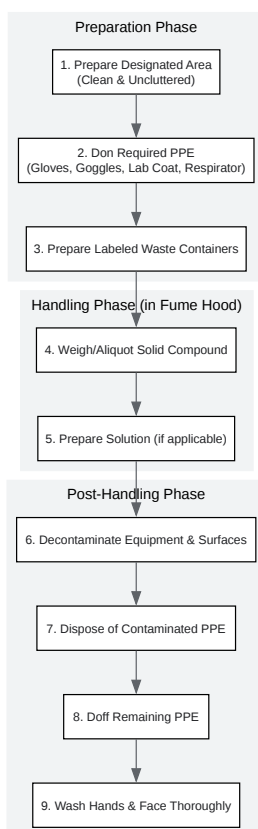 Preparation Phase
1. Prepare Designated Area
(Clean & Uncluttered)
2. Don Required PPE
(Gloves, Goggles, Lab Coat, Respirator)
3. Prepare Labeled Waste Containers
Handling Phase (in Fume Hood)
4. Weigh/Aliquot Solid Compound
5. Prepare Solution (if applicable)
Post-Handling Phase
6. Decontaminate Equipment & Surfaces
7. Dispose of Contaminated PPE
8. Doff Remaining PPE
9. Wash Hands & Face Thoroughly